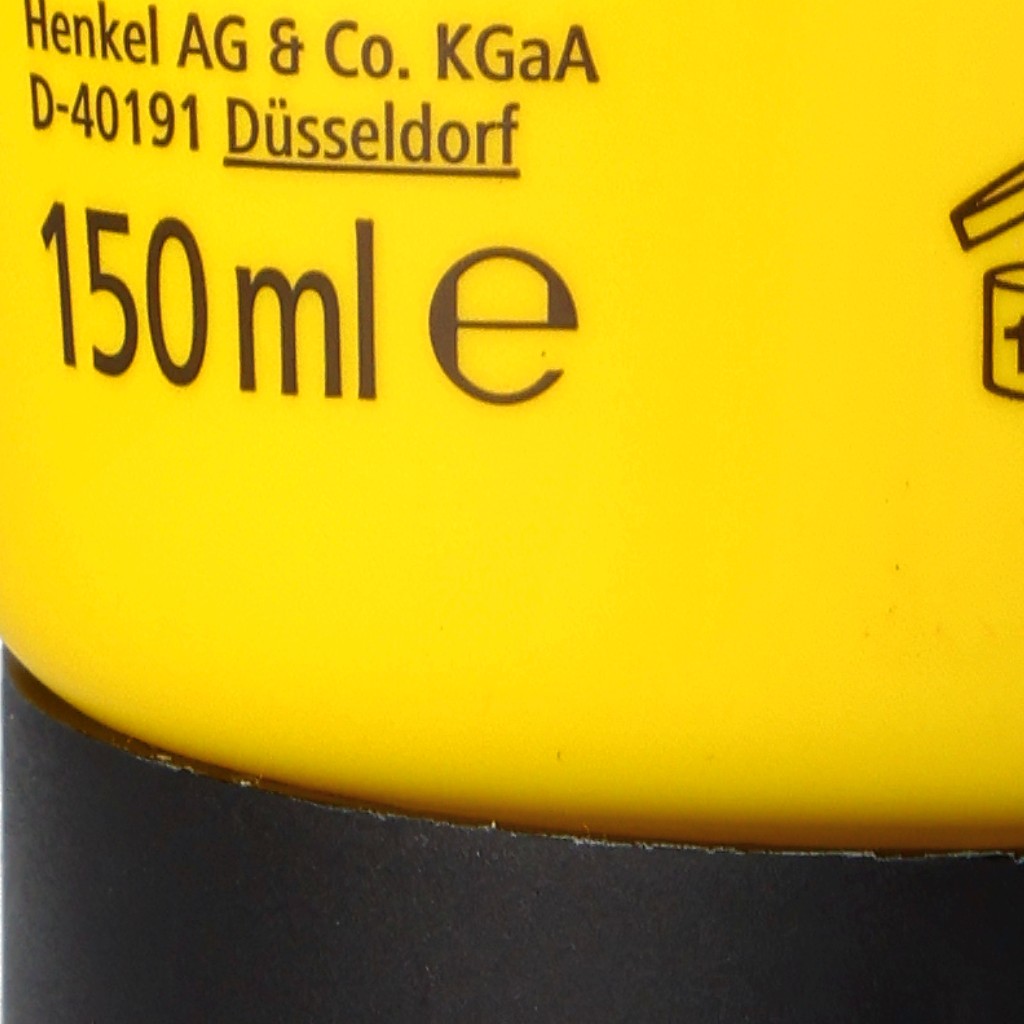 Henkel AG & Co. KGaA
D-40191 Düsseldorf
150 ml ℮